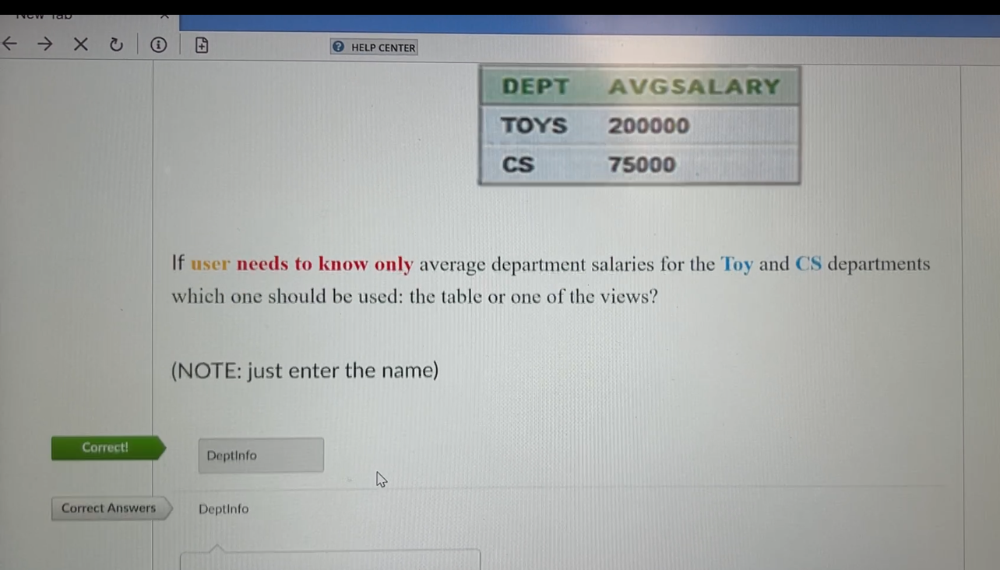 New Tab
HELP CENTER
DEPT AVGSALARY
TOYS 200000
CS 75000
If user needs to know only average department salaries for the Toy and CS departments
which one should be used: the table or one of the views?
(NOTE: just enter the name)
Correct!
DeptInfo
Correct Answers
DeptInfo